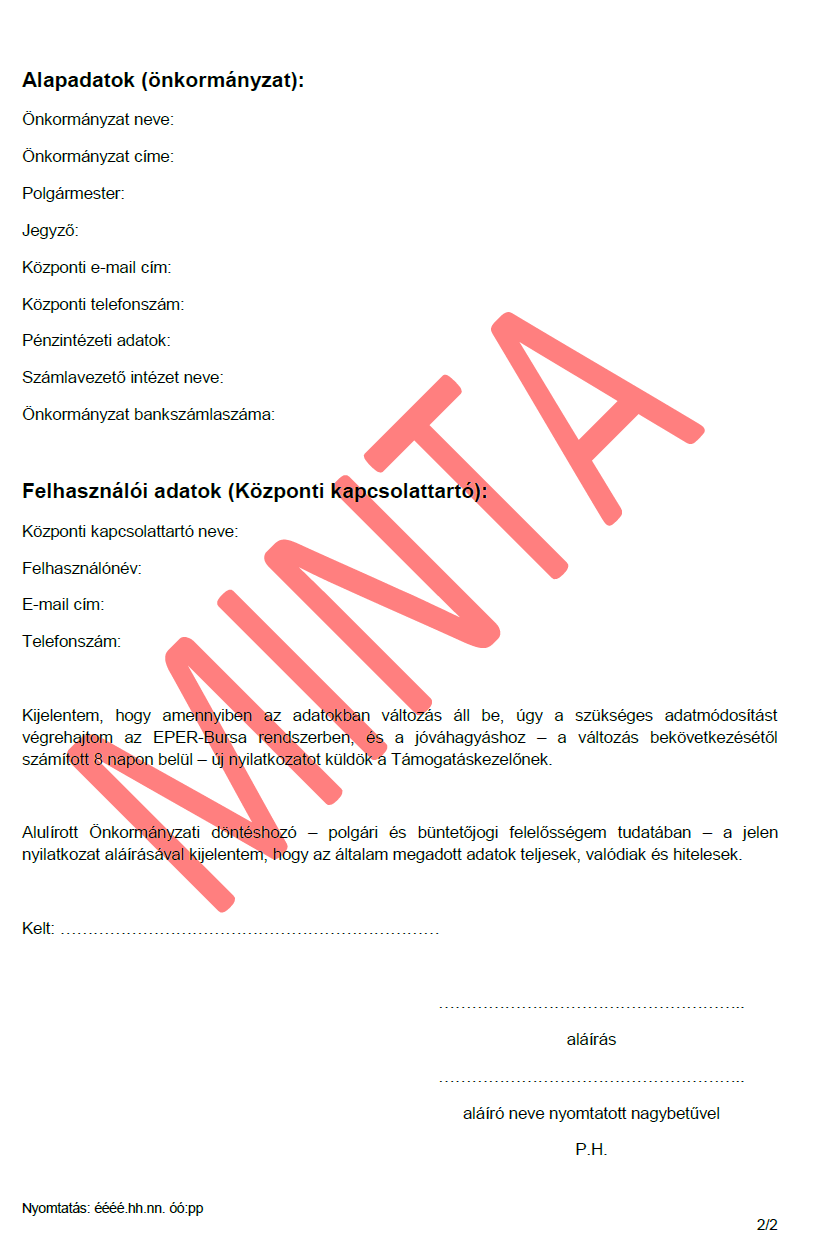 Alapadatok (önkormányzat):
Önkormányzat neve:
Önkormányzat címe:
Polgármester:
Jegyző:
Központi e-mail cím:
Központi telefonszám:
Pénzintézeti adatok:
Számlavezető intézet neve:
Önkormányzat bankszámlaszáma:
Felhasználói adatok (Központi kapcsolattartó):
Központi kapcsolattartó neve:
Felhasználónév:
E-mail cím:
Telefonszám:
MINTA
Kijelentem, hogy amennyiben az adatokban változás áll be, úgy a szükséges adatmódosítást
végrehajtom az EPER-Bursa rendszerben, és a jóváhagyáshoz – a változás bekövetkezésétől
számított 8 napon belül – új nyilatkozatot küldök a Támogatáskezelőnek.
Alulírott Önkormányzati döntéshozó – polgári és büntetőjogi felelősségem tudatában – a jelen
nyilatkozat aláírásával kijelentem, hogy az általam megadott adatok teljesek, valódiak és hitelesek.
Kelt: ……………………………………………………………
………………………………………………..
aláírás
………………………………………………..
aláíró neve nyomtatott nagybetűvel
P.H.
Nyomtatás: éééé.hh.nn. óó:pp
2/2